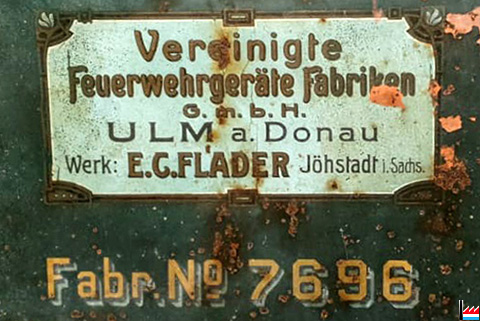 Vereinigte
Feuerwehrgeräte Fabriken
G.m.b.H.
ULM a. Donau
Werk: E.C.FLADER Jöhstadt i. Sachs.
Fabr. No 7696